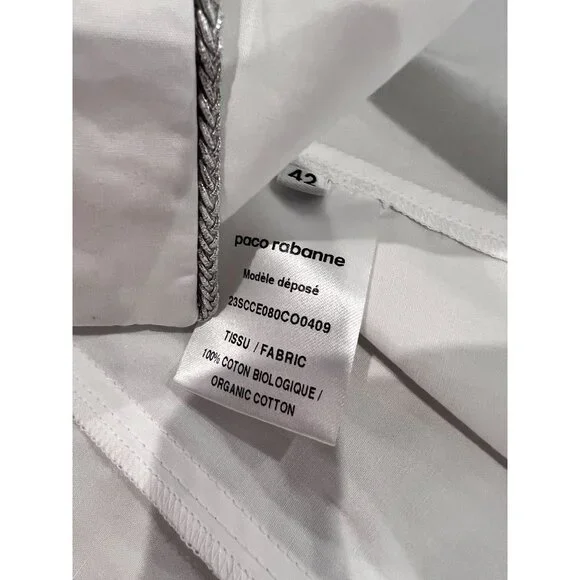 42
paco rabanne
Modèle déposé
23SCCE080CO0409
TISSU / FABRIC
100% COTON BIOLOGIQUE /
ORGANIC COTTON